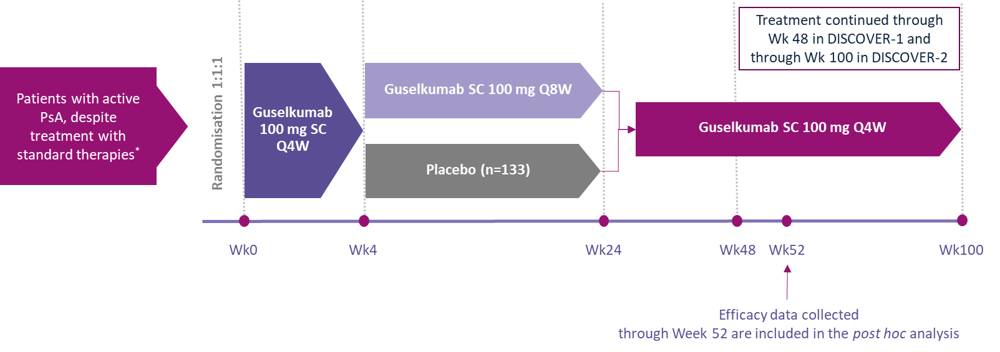 Treatment continued through
Wk 48 in DISCOVER-1 and
through Wk 100 in DISCOVER-2
Patients with active
PsA, despite
treatment with
standard therapies*
Randomisation 1:1:1
Guselkumab
100 mg SC
Q4W
Guselkumab SC 100 mg Q8W
Placebo (n=133)
Guselkumab SC 100 mg Q4W
Wk0
Wk4
Wk24
Wk48
Wk52
Wk100
Efficacy data collected
through Week 52 are included in the post hoc analysis